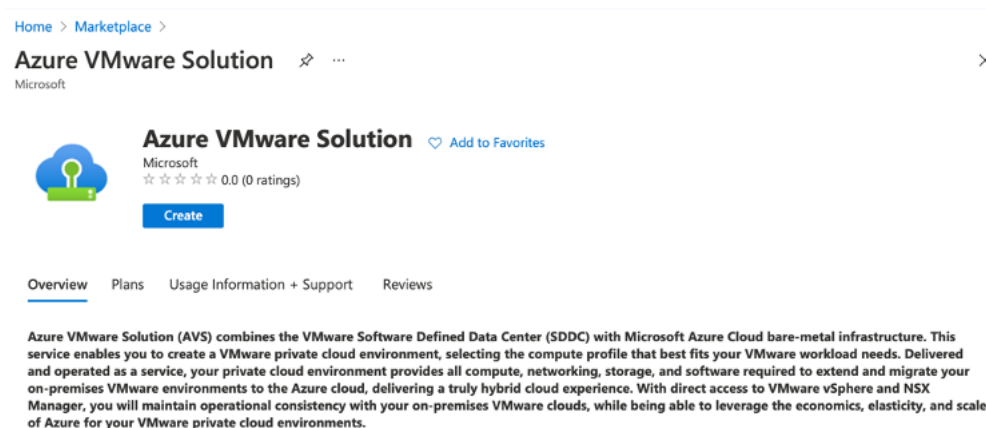 Home > Marketplace >
Azure VMware Solution ...
Microsoft
Azure VMware Solution Add to Favorites
Microsoft
0.0 (0 ratings)
Create
Overview Plans Usage Information + Support Reviews
Azure VMware Solution (AVS) combines the VMware Software Defined Data Center (SDDC) with Microsoft Azure Cloud bare-metal infrastructure. This
service enables you to create a VMware private cloud environment, selecting the compute profile that best fits your VMware workload needs. Delivered
and operated as a service, your private cloud environment provides all compute, networking, storage, and software required to extend and migrate your
on-premises VMware environments to the Azure cloud, delivering a truly hybrid cloud experience. With direct access to VMware vSphere and NSX
Manager, you will maintain operational consistency with your on-premises VMware clouds, while being able to leverage the economics, elasticity, and scale
of Azure for your VMware private cloud environments.